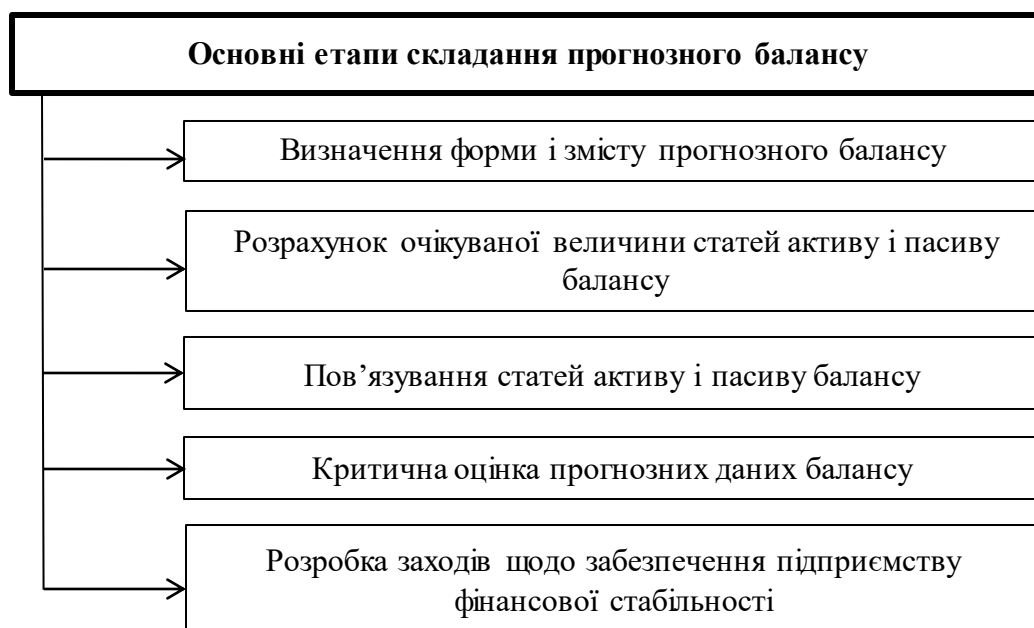 Основні етапи складання прогнозного балансу
Визначення форми і змісту прогнозного балансу
Розрахунок очікуваної величини статей активу і пасиву
балансу
Пов’язування статей активу і пасиву балансу
Критична оцінка прогнозних даних балансу
Розробка заходів щодо забезпечення підприємству
фінансової стабільності